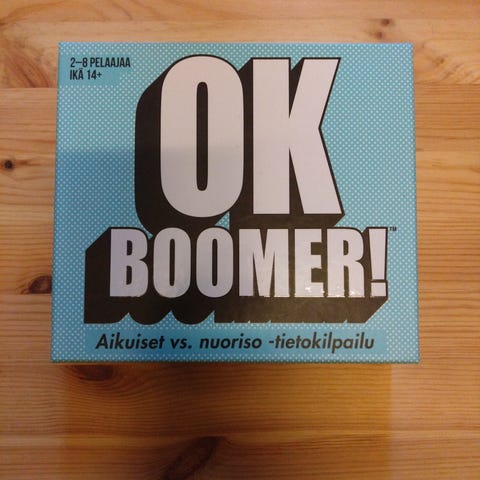 2–8 PELAAJAA
IKÄ 14+
OK
BOOMER!™
Aikuiset vs. nuoriso -tietokilpailu